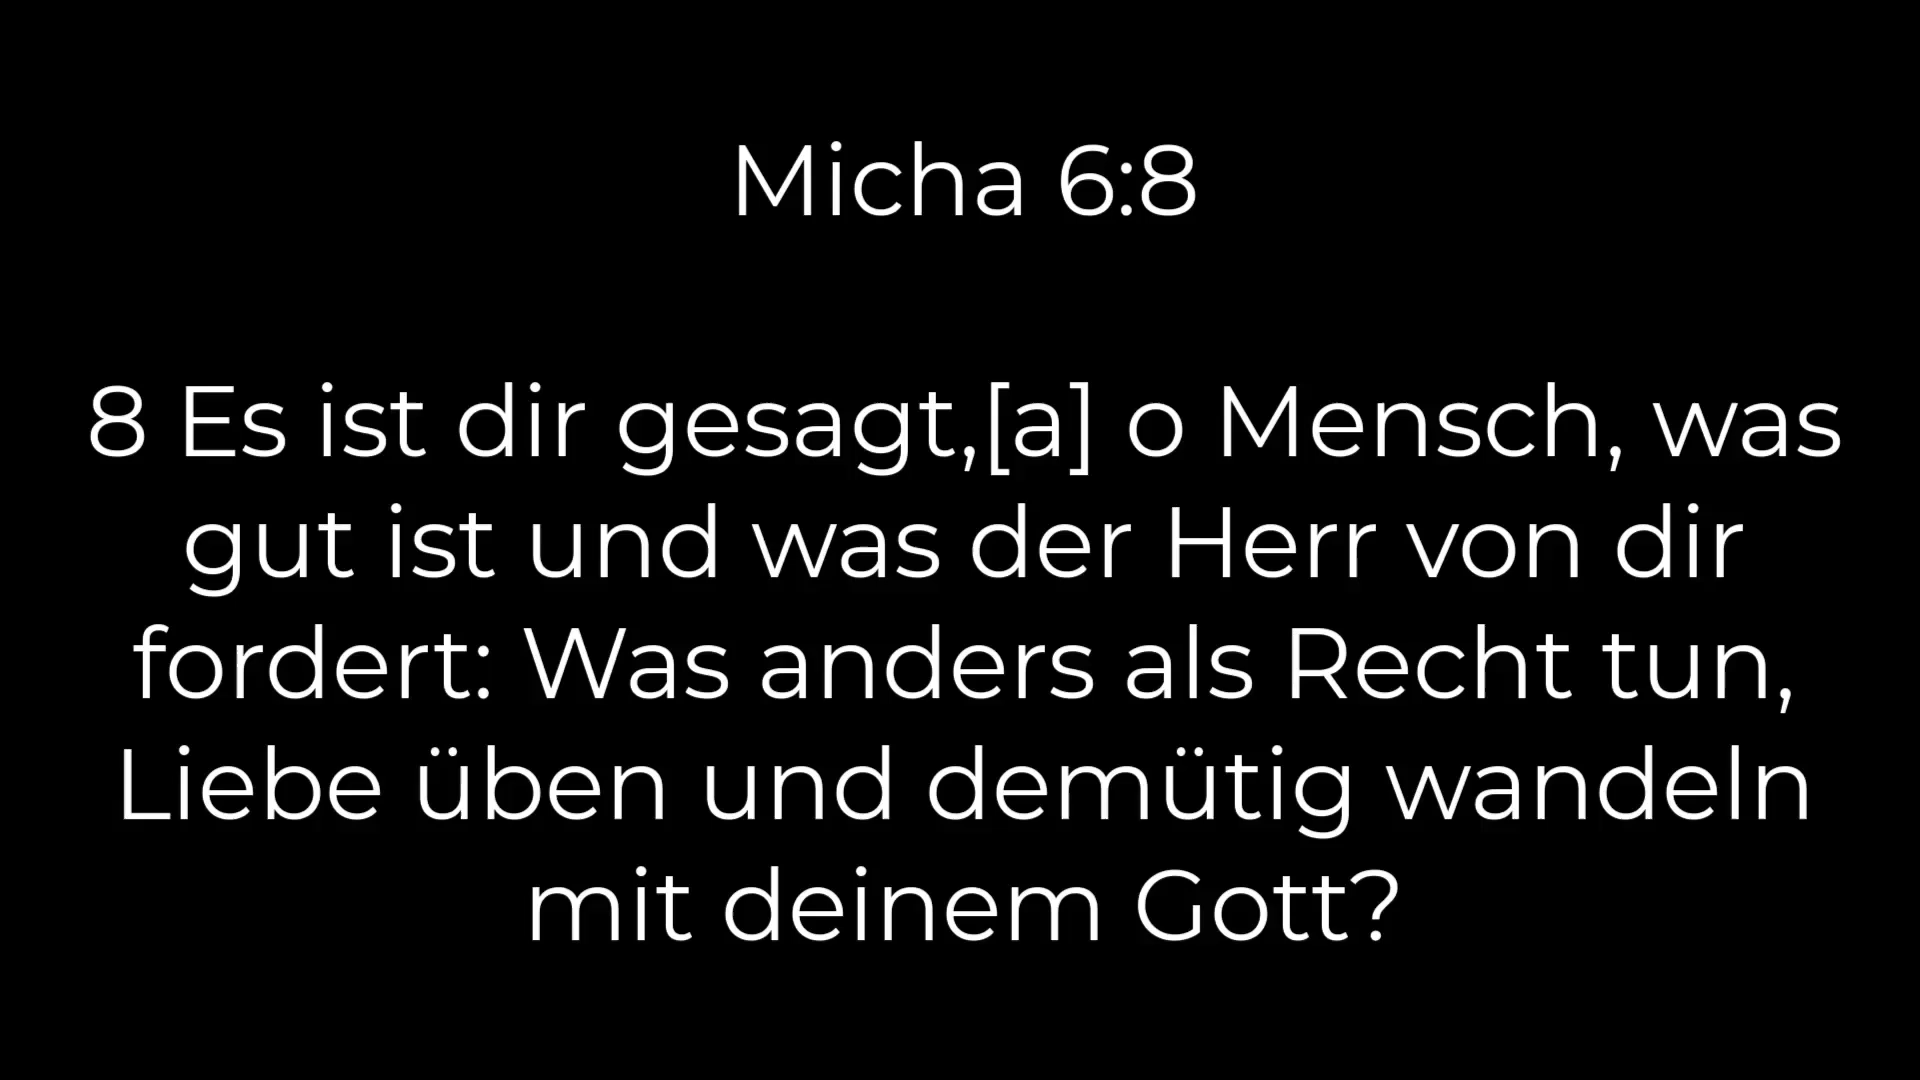 Micha 6:8
8 Es ist dir gesagt,[a] o Mensch, was
gut ist und was der Herr von dir
fordert: Was anders als Recht tun,
Liebe üben und demütig wandeln
mit deinem Gott?